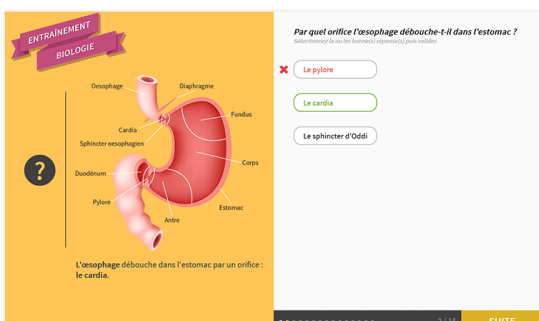 ENTRAÎNEMENT
BIOLOGIE
Oesophage
Diaphragme
Fundus
Cardia
Sphincter oesophagien
Corps
Duodénum
Pylore
Estomac
Antre
?
L'œsophage débouche dans l'estomac par un orifice :
le cardia.
Par quel orifice l'œsophage débouche-t-il dans l'estomac ?
Sélectionnez la ou les bonne(s) réponse(s) puis validez.
Le pylore
Le cardia
Le sphincter d'Oddi
SUITE